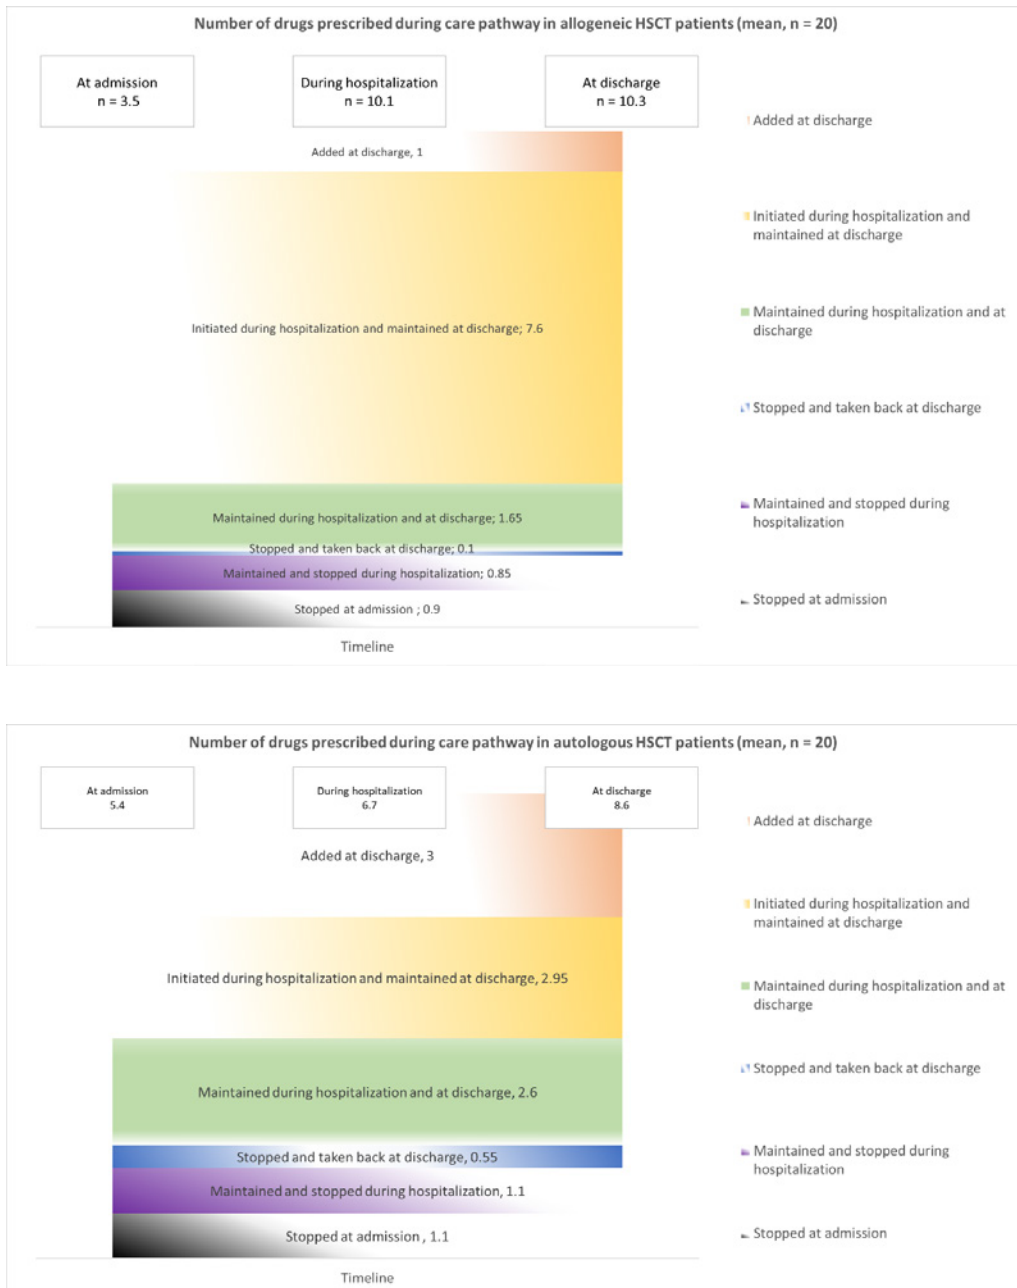 Number of drugs prescribed during care pathway in allogeneic HSCT patients (mean, n = 20)
At admission
n = 3.5
During hospitalization
n = 10.1
At discharge
n = 10.3
Added at discharge, 1
Initiated during hospitalization and maintained at discharge; 7.6
Maintained during hospitalization and at discharge; 1.65
Stopped and taken back at discharge; 0.1
Maintained and stopped during hospitalization; 0.85
Stopped at admission ; 0.9
Timeline
Added at discharge
Initiated during hospitalization and
maintained at discharge
Maintained during hospitalization and at
discharge
Stopped and taken back at discharge
Maintained and stopped during
hospitalization
Stopped at admission
Number of drugs prescribed during care pathway in autologous HSCT patients (mean, n = 20)
At admission
5.4
During hospitalization
6.7
At discharge
8.6
Added at discharge, 3
Initiated during hospitalization and maintained at discharge, 2.95
Maintained during hospitalization and at discharge, 2.6
Stopped and taken back at discharge, 0.55
Maintained and stopped during hospitalization, 1.1
Stopped at admission , 1.1
Timeline
Added at discharge
Initiated during hospitalization and
maintained at discharge
Maintained during hospitalization and at
discharge
Stopped and taken back at discharge
Maintained and stopped during
hospitalization
Stopped at admission